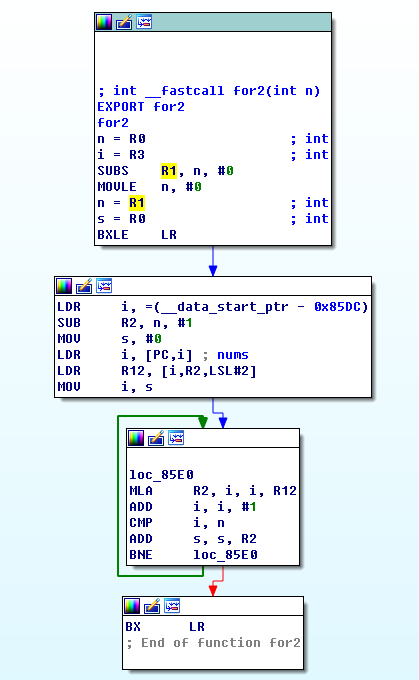 ; int __fastcall for2(int n)
EXPORT for2
for2
n = R0 ; int
i = R3 ; int
SUBS R1, n, #0
MOVLE n, #0
n = R1 ; int
s = R0 ; int
BXLE LR
LDR i, =(__data_start_ptr - 0x85DC)
SUB R2, n, #1
MOV s, #0
LDR i, [PC,i] ; nums
LDR R12, [i,R2,LSL#2]
MOV i, s
loc_85E0
MLA R2, i, i, R12
ADD i, i, #1
CMP i, n
ADD s, s, R2
BNE loc_85E0
BX LR
; End of function for2